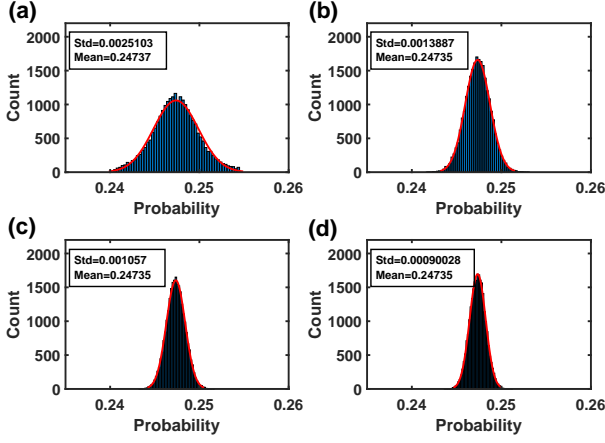 (a)
2000
1500
1000
500
0
Count
Std=0.0025103
Mean=0.24737
0.24
0.25
0.26
Probability
(b)
2000
1500
1000
500
0
Count
Std=0.0013887
Mean=0.24735
0.24
0.25
0.26
Probability
(c)
2000
1500
1000
500
0
Count
Std=0.001057
Mean=0.24735
0.24
0.25
0.26
Probability
(d)
2000
1500
1000
500
0
Count
Std=0.00090028
Mean=0.24735
0.24
0.25
0.26
Probability